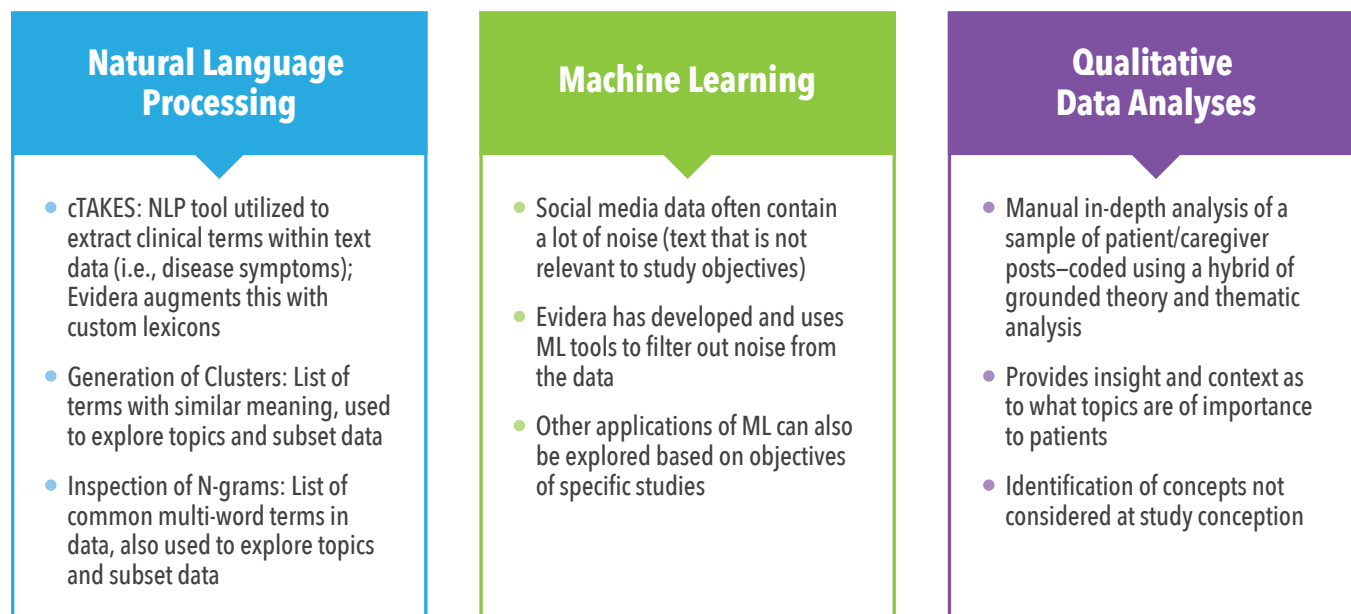 Natural Language
Processing
cTAKES: NLP tool utilized to
extract clinical terms within text
data (i.e., disease symptoms);
Evidera augments this with
custom lexicons
Generation of Clusters: List of
terms with similar meaning, used
to explore topics and subset data
Inspection of N-grams: List of
common multi-word terms in
data, also used to explore topics
and subset data
Machine Learning
Social media data often contain
a lot of noise (text that is not
relevant to study objectives)
Evidera has developed and uses
ML tools to filter out noise from
the data
Other applications of ML can also
be explored based on objectives
of specific studies
Qualitative
Data Analyses
Manual in-depth analysis of a
sample of patient/caregiver
posts–coded using a hybrid of
grounded theory and thematic
analysis
Provides insight and context as
to what topics are of importance
to patients
Identification of concepts not
considered at study conception